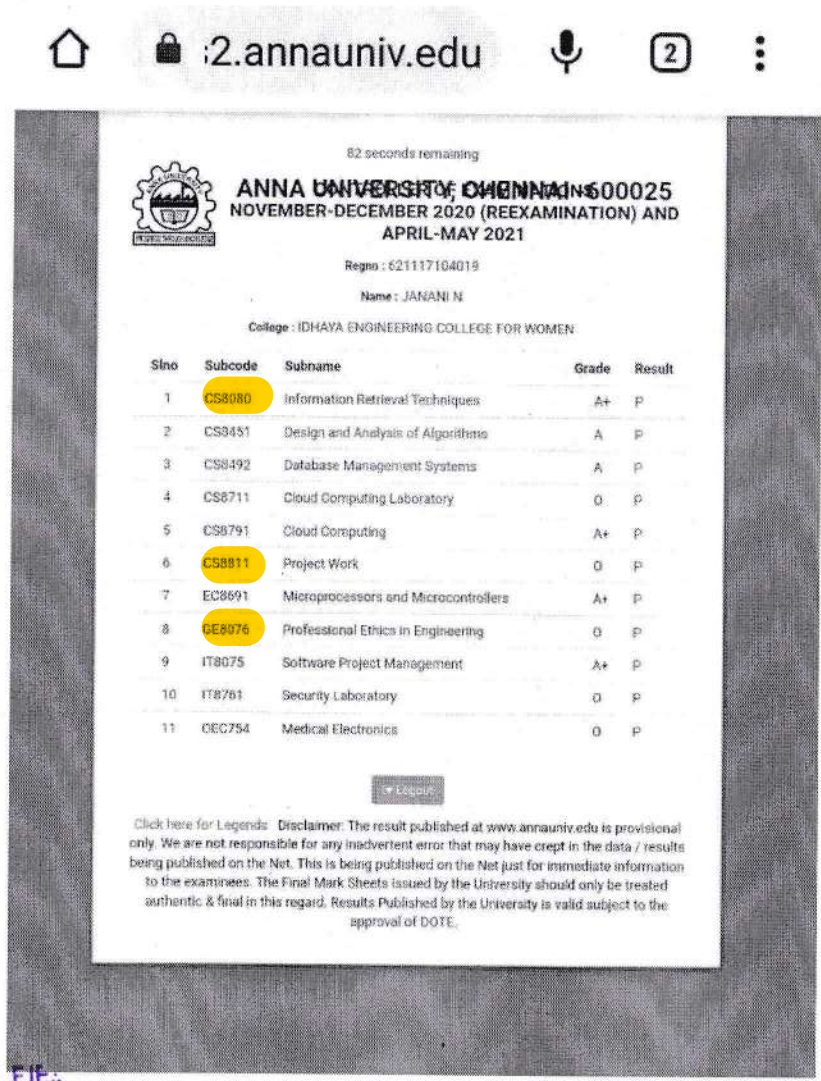 :2.annauniv.edu 2
82 seconds remaining
ANNA UNIVERSITY, CHENNAI - 600025
NOVEMBER-DECEMBER 2020 (REEXAMINATION) AND
APRIL-MAY 2021
Regno : 621117104019
Name : JANANI N
College : IDHAYA ENGINEERING COLLEGE FOR WOMEN
Slno Subcode Subname Grade Result
1 CS8080 Information Retrieval Techniques A+ P
2 CS8451 Design and Analysis of Algorithms A P
3 CS8492 Database Management Systems A P
4 CS8711 Cloud Computing Laboratory O P
5 CS8791 Cloud Computing A+ P
6 CS8811 Project Work O P
7 EC8691 Microprocessors and Microcontrollers A+ P
8 GE8076 Professional Ethics in Engineering O P
9 IT8075 Software Project Management A+ P
10 IT8761 Security Laboratory O P
11 OEC754 Medical Electronics O P
Logout
Click here for Legends Disclaimer: The result published at www.annauniv.edu is provisional
only. We are not responsible for any inadvertent error that may have crept in the data / results
being published on the Net. This is being published on the Net just for immediate information
to the examinees. The Final Mark Sheets issued by the University should only be treated
authentic & final in this regard. Results Published by the University is valid subject to the
approval of DOTE.